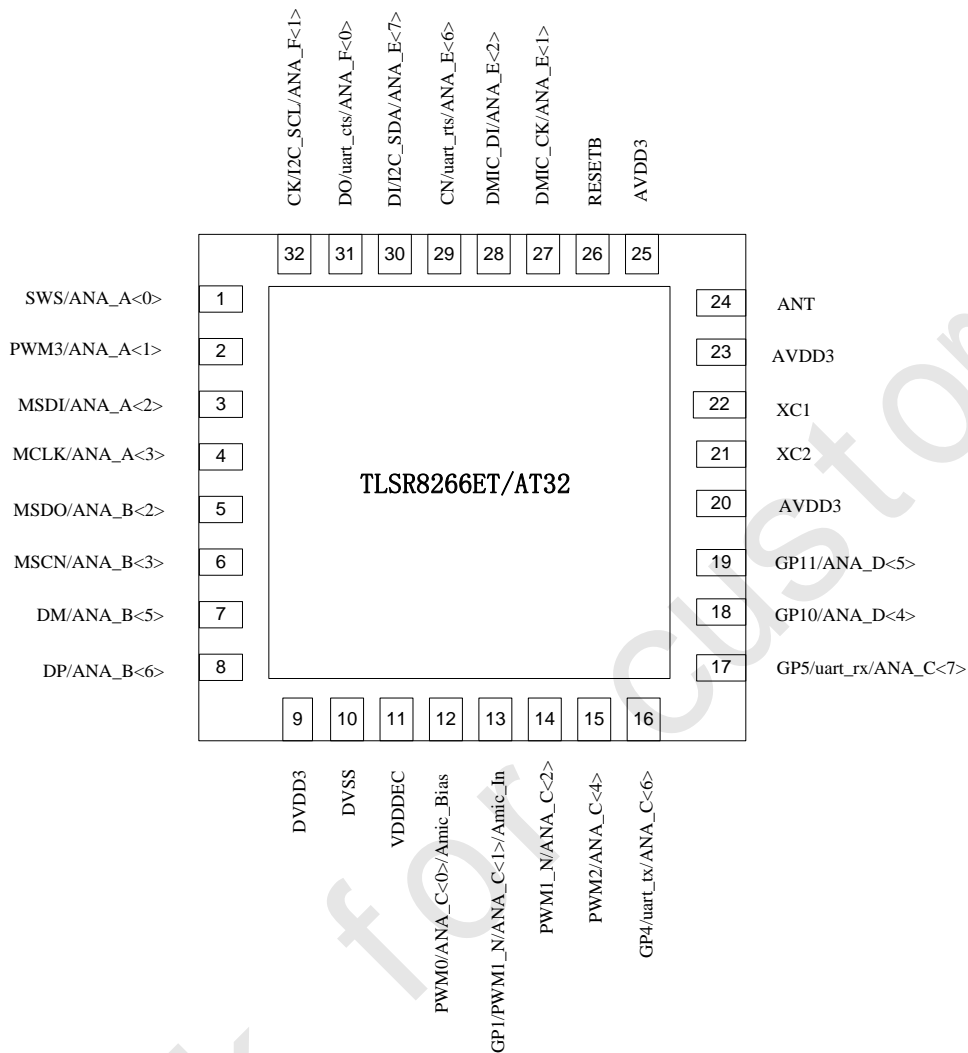 CK/I2C_SCL/ANA_F<1>
DO/uart_cts/ANA_F<0>
DI/I2C_SDA/ANA_E<7>
CN/uart_rts/ANA_E<6>
DMIC_DI/ANA_E<2>
DMIC_CK/ANA_E<1>
RESETB
AVDD3
32
31
30
29
28
27
26
25
SWS/ANA_A<0>
1
PWM3/ANA_A<1>
2
MSDI/ANA_A<2>
3
MCLK/ANA_A<3>
4
MSDO/ANA_B<2>
5
MSCN/ANA_B<3>
6
DM/ANA_B<5>
7
DP/ANA_B<6>
8
TLSR8266ET/AT32
24
ANT
23
AVDD3
22
XC1
21
XC2
20
AVDD3
19
GP11/ANA_D<5>
18
GP10/ANA_D<4>
17
GP5/uart_rx/ANA_C<7>
9
10
11
12
13
14
15
16
DVDD3
DVSS
VDDDEC
PWM0/ANA_C<0>/Amic_Bias
GP1/PWM1_N/ANA_C<1>/Amic_In
PWM1_N/ANA_C<2>
PWM2/ANA_C<4>
GP4/uart_tx/ANA_C<6>
k for custor